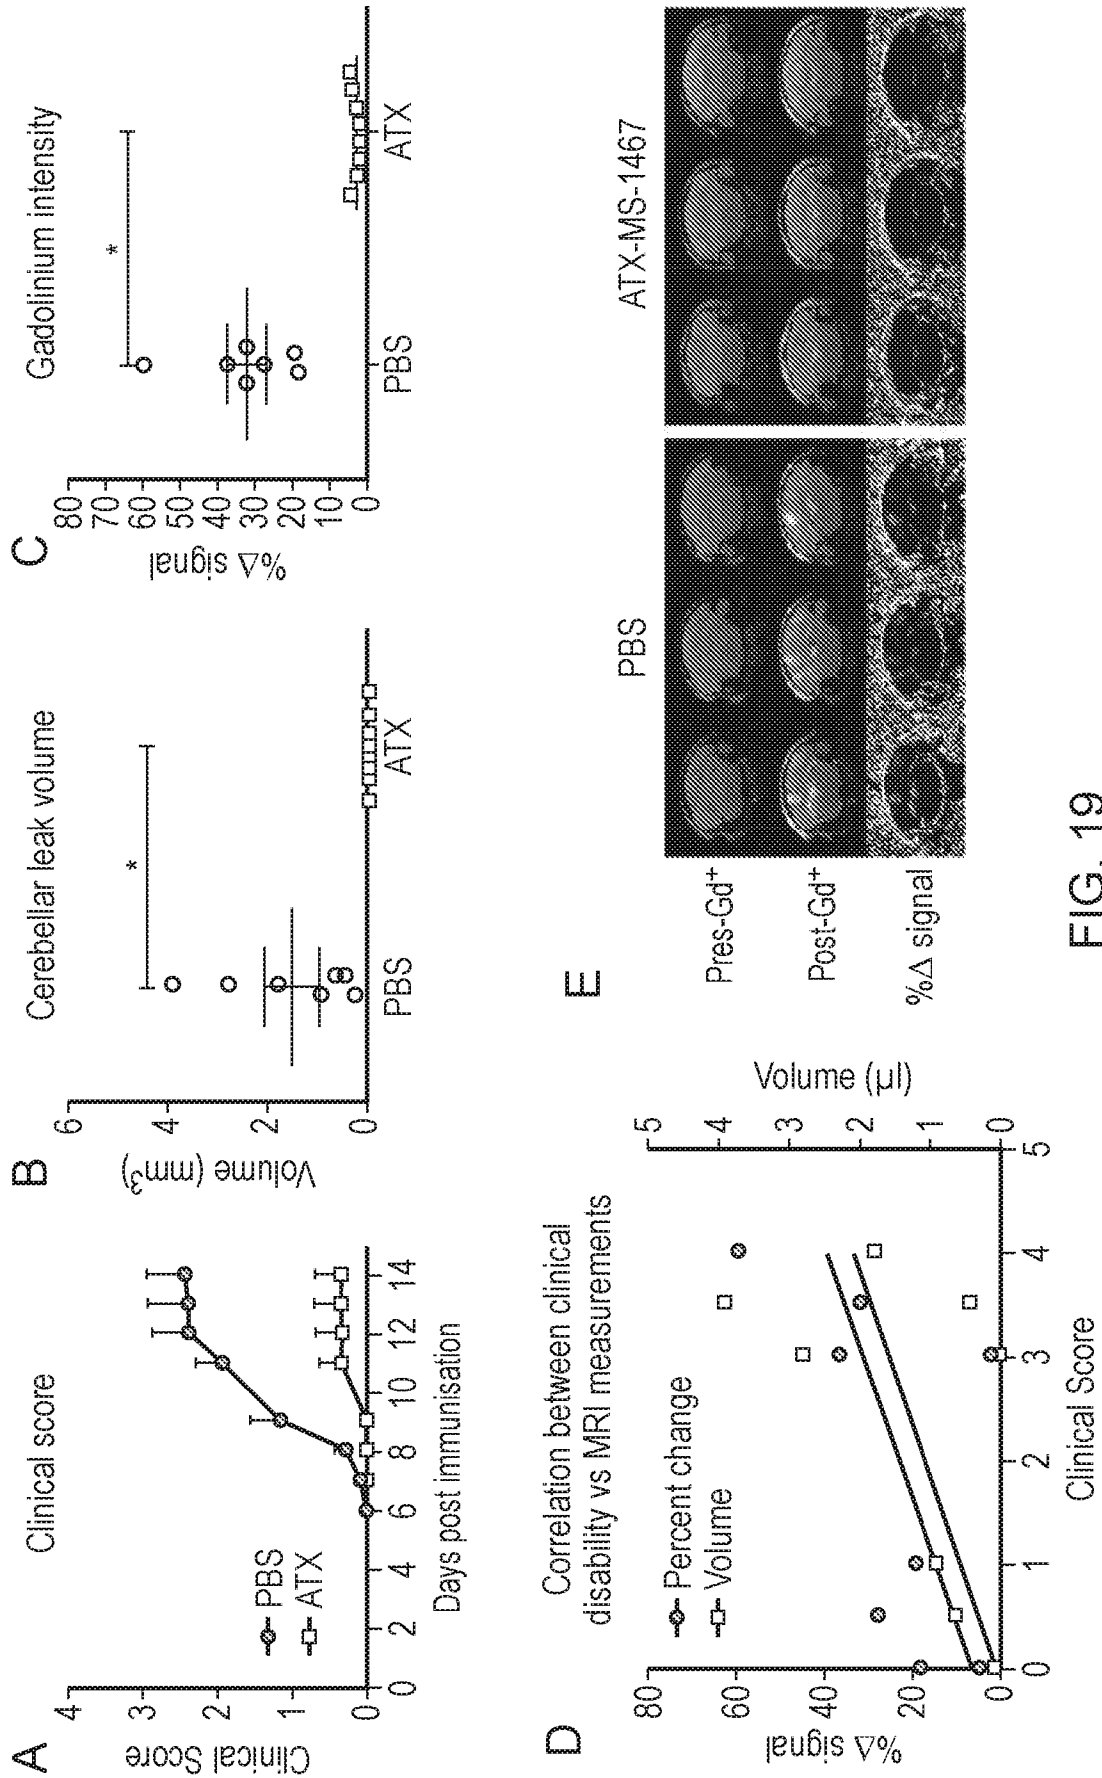 A
Clinical score
Clinical Score
4
3
2
1
0
PBS
ATX
0 2 4 6 8 10 12 14
Days post immunisation
B
Cerebellar leak volume
Volume (mm³)
6
4
2
0
*
PBS ATX
C
Gadolinium intensity
%Δ signal
80
70
60
50
40
30
20
10
0
*
PBS ATX
D
Correlation between clinical
disability vs MRI measurements
Percent change
Volume
%Δ signal
80
60
40
20
0
Volume (µl)
5
4
3
2
1
0
0 1 2 3 4 5
Clinical Score
E
PBS ATX-MS-1467
Pres-Gd⁺
Post-Gd⁺
%Δ signal
FIG. 19